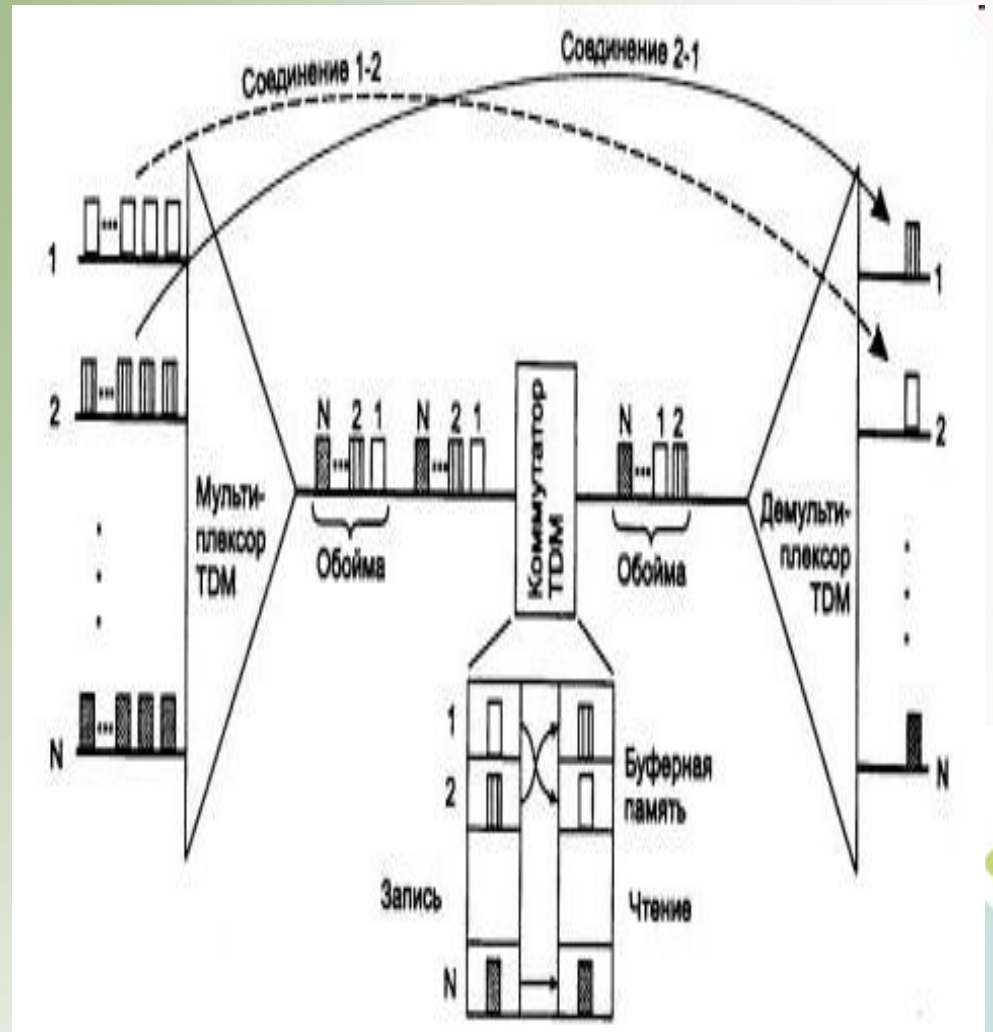 Соединение 1-2
Соединение 2-1
1
2
N
1
2
N
Мульти-
плексор
TDM
N ... 2 1
N ... 2 1
Обойма
Коммутатор
TDM
N ... 1 2
Обойма
Демульти-
плексор
TDM
1
2
N
Буферная
память
Запись
Чтение